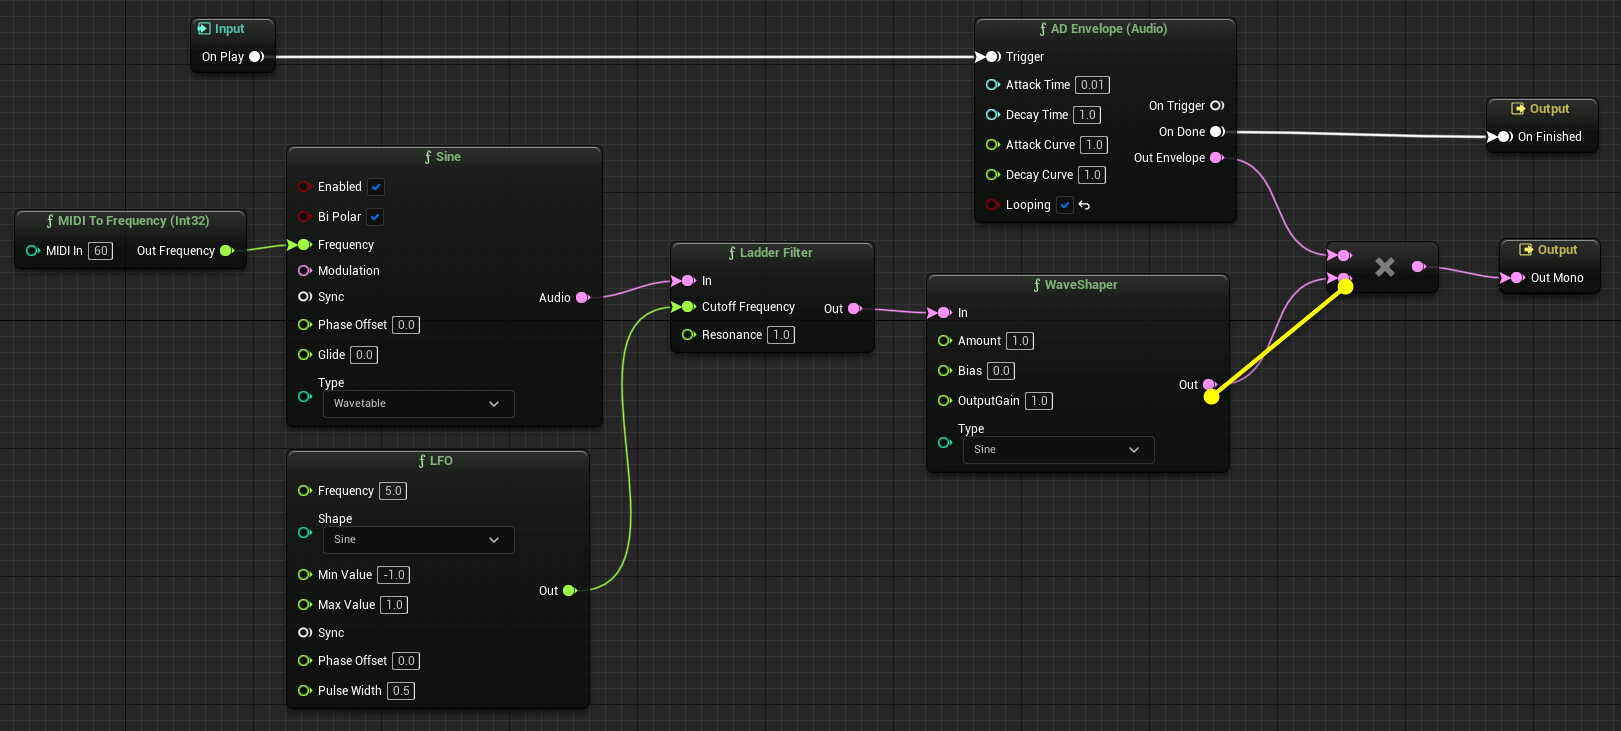 Input
On Play
AD Envelope (Audio)
Trigger
Attack Time 0.01
Decay Time 1.0
Attack Curve 1.0
Decay Curve 1.0
Looping
On Trigger
On Done
Out Envelope
Output
On Finished
MIDI To Frequency (Int32)
MIDI In 60
Out Frequency
Sine
Enabled
Bi Polar
Frequency
Modulation
Sync
Phase Offset 0.0
Glide 0.0
Type
Wavetable
Audio
Ladder Filter
In
Cutoff Frequency
Resonance 1.0
Out
WaveShaper
In
Amount 1.0
Bias 0.0
OutputGain 1.0
Type
Sine
Out
Output
Out Mono
LFO
Frequency 5.0
Shape
Sine
Min Value -1.0
Max Value 1.0
Sync
Phase Offset 0.0
Pulse Width 0.5
Out